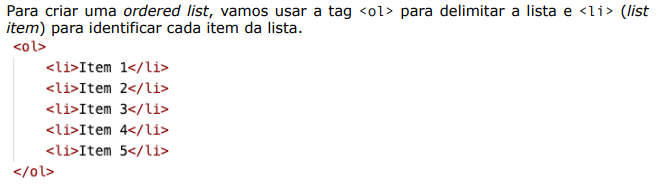 Para criar uma ordered list, vamos usar a tag <ol> para delimitar a lista e <li> (list
item) para identificar cada item da lista.
<ol>
    <li>Item 1</li>
    <li>Item 2</li>
    <li>Item 3</li>
    <li>Item 4</li>
    <li>Item 5</li>
</ol>